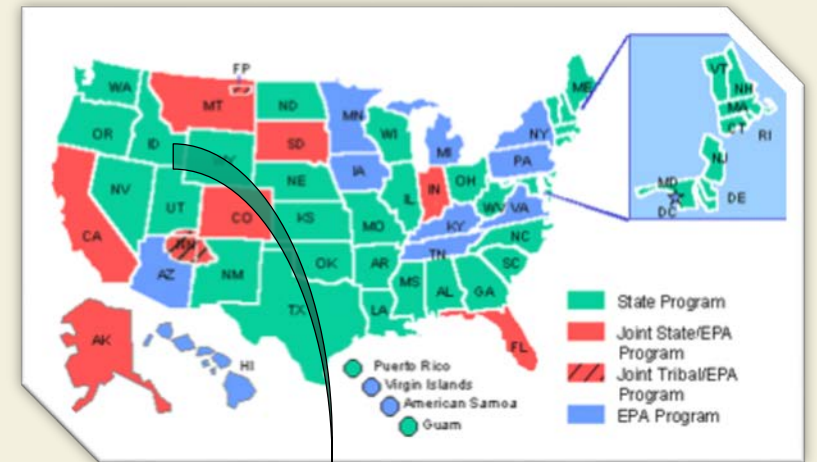 FP
WA
MT
ND
MN
ME
OR
ID
SD
WI
MI
NY
NV
NE
IA
PA
UT
CO
KS
IL
IN
OH
WV
VA
CA
MO
KY
AZ
NM
OK
AR
TN
NC
SC
TX
LA
MS
AL
GA
FL
AK
HI
VT
NH
MA
CT
RI
NJ
MD
DE
DC
Puerto Rico
Virgin Islands
American Samoa
Guam
State Program
Joint State/EPA
Program
Joint Tribal/EPA
Program
EPA Program